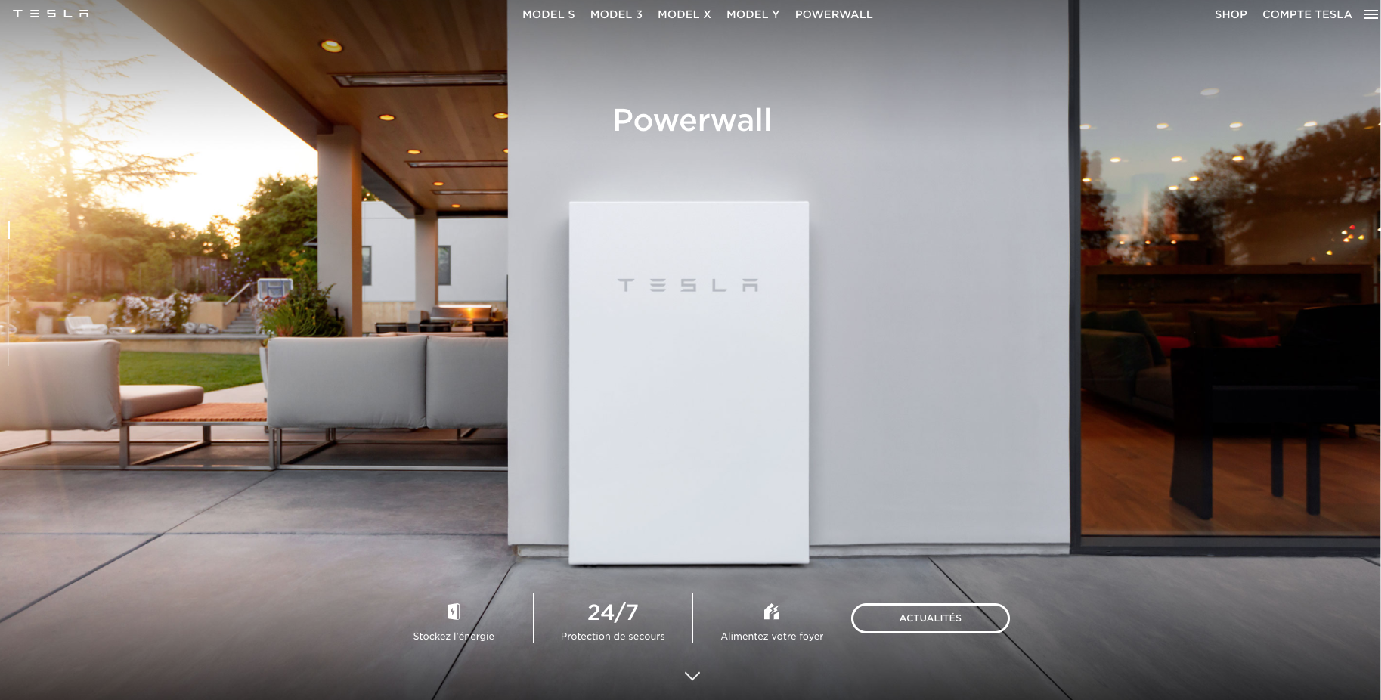 TESLA
MODEL S MODEL 3 MODEL X MODEL Y POWERWALL
SHOP COMPTE TESLA
Powerwall
TESLA
24/7
Stockez l'énergie
Protection de secours
Alimentez votre foyer
ACTUALITÉS